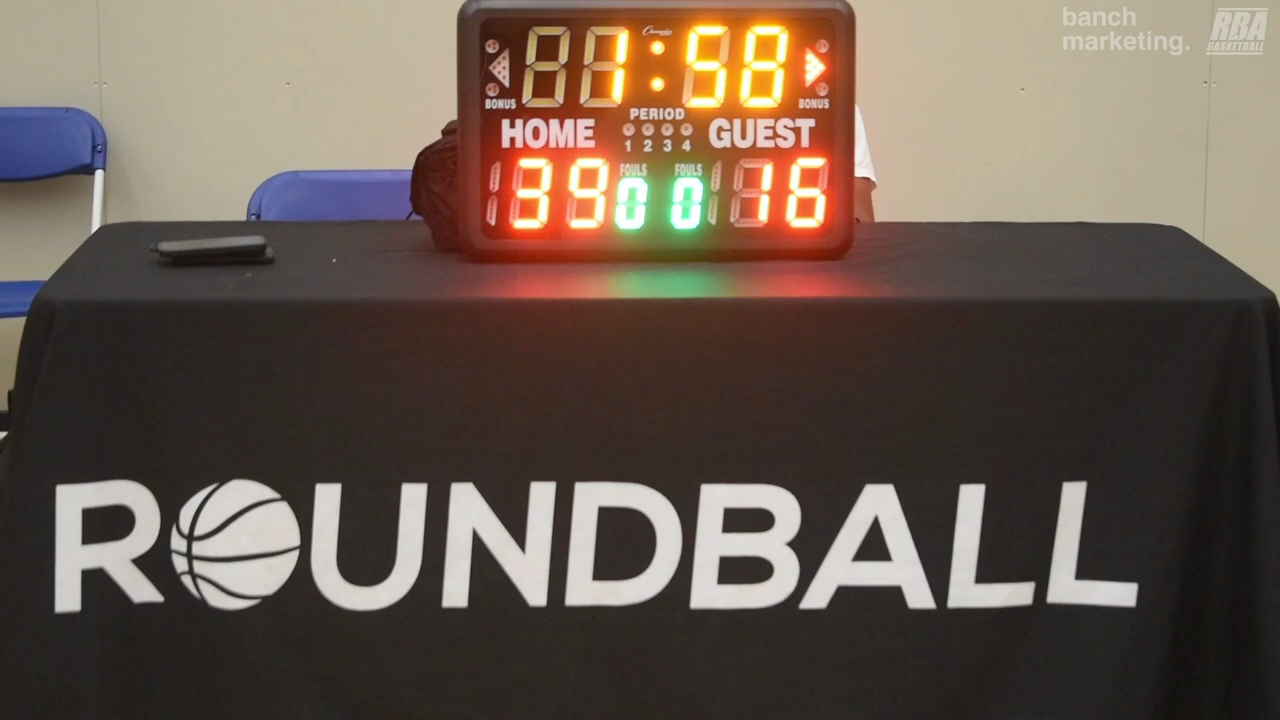 banch
marketing.
RBA
BASKETBALL
1:58
BONUS
BONUS
PERIOD
HOME
GUEST
1 2 3 4
FOULS
FOULS
39
0
0
16
ROUNDBALL